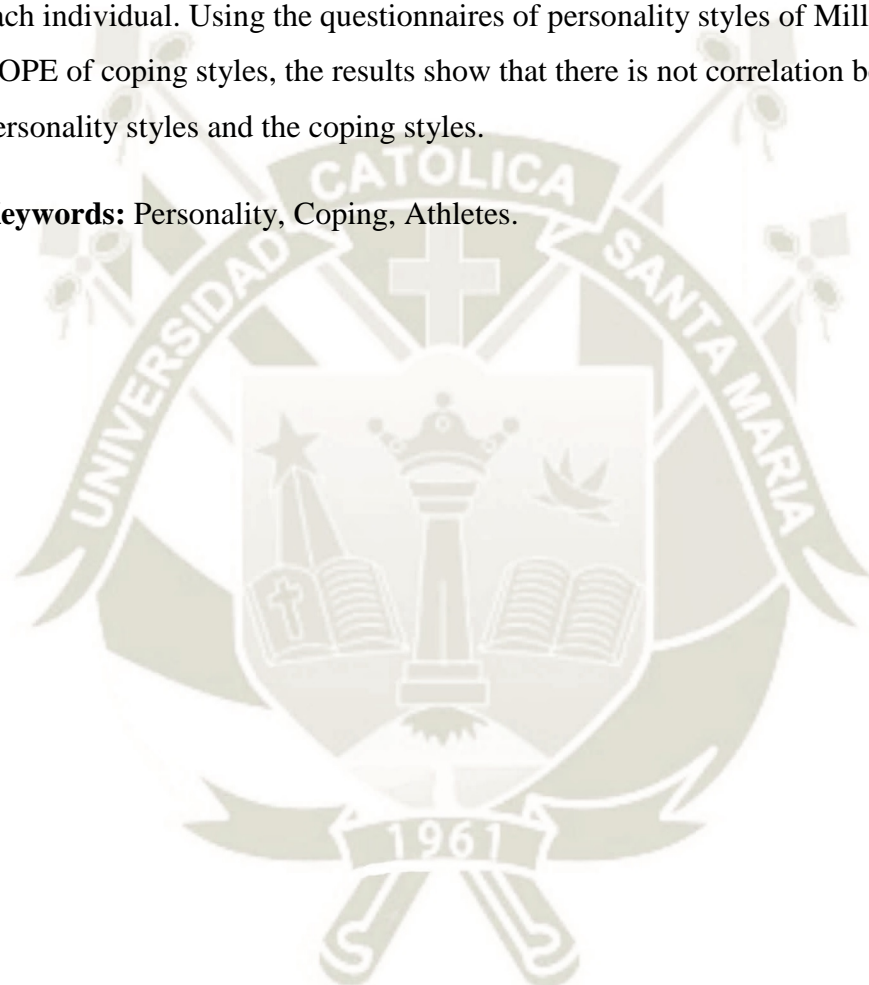 ach individual. Using the questionnaires of personality styles of Mill
OPE of coping styles, the results show that there is not correlation be
ersonality styles and the coping styles.
eywords: Personality, Coping, Athletes.
UNIVERSIDAD CATOLICA SANTA MARIA
1961